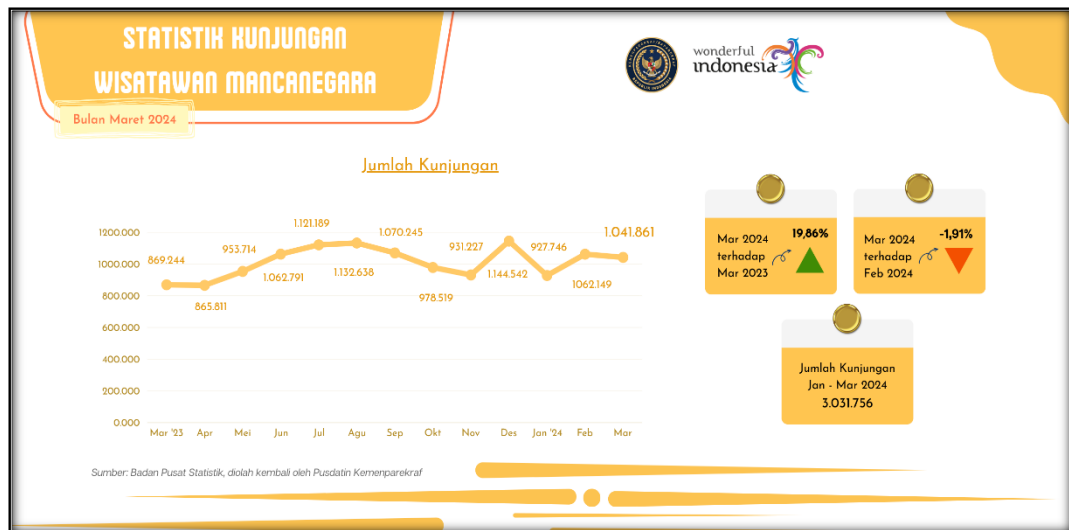 STATISTIK KUNJUNGAN
WISATAWAN MANCANEGARA
Bulan Maret 2024
wonderful
indonesia
REPUBLIK INDONESIA
Jumlah Kunjungan
1200.000
1000.000
800.000
600.000
400.000
200.000
0.000
869.244
865.811
953.714
1.062.791
1.121.189
1.132.638
1.070.245
978.519
931.227
1.144.542
927.746
1062.149
1.041.861
Mar '23 Apr Mei Jun Jul Agu Sep Okt Nov Des Jan '24 Feb Mar
Mar 2024
terhadap
Mar 2023
19,86%
Mar 2024
terhadap
Feb 2024
-1,91%
Jumlah Kunjungan
Jan - Mar 2024
3.031.756
Sumber: Badan Pusat Statistik, diolah kembali oleh Pusdatin Kemenparekraf